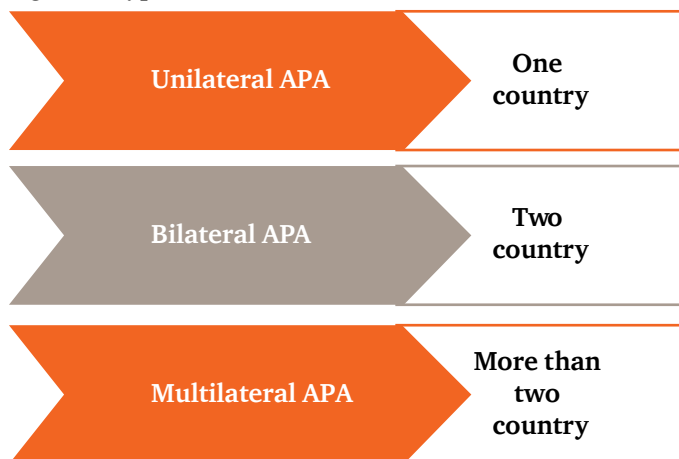 Unilateral APA
One
country
Bilateral APA
Two
country
Multilateral APA
More than
two
country